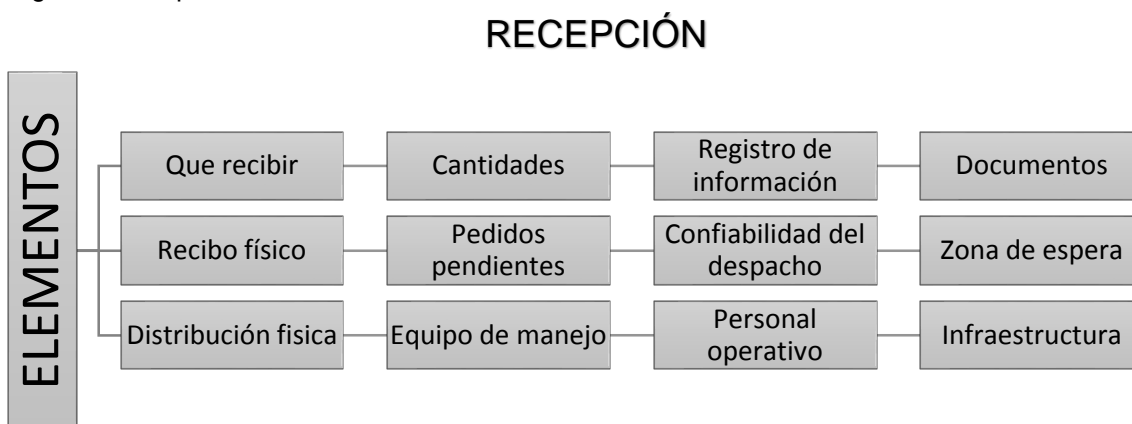 RECEPCIÓN
ELEMENTOS
Que recibir
Cantidades
Registro de
información
Documentos
Recibo físico
Pedidos
pendientes
Confiabilidad del
despacho
Zona de espera
Distribución fisica
Equipo de manejo
Personal
operativo
Infraestructura